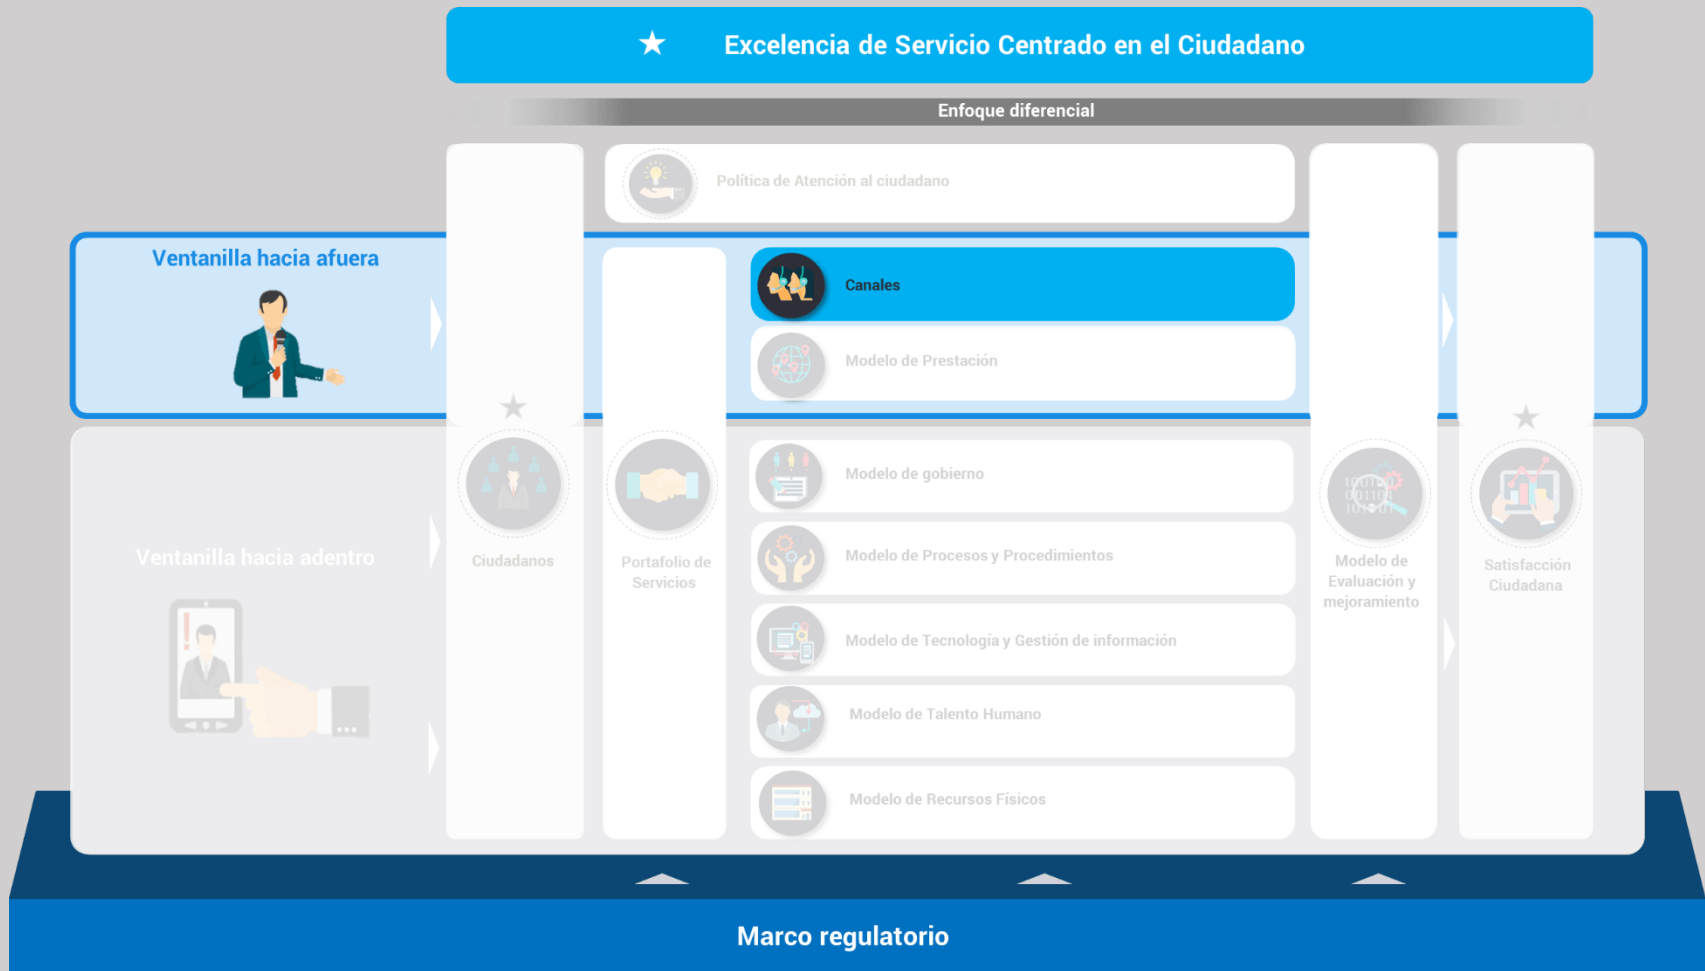 Excelencia de Servicio Centrado en el Ciudadano
Enfoque diferencial
Política de Atención al ciudadano
Ventanilla hacia afuera
Canales
Modelo de Prestación
Ventanilla hacia adentro
Ciudadanos
Portafolio de
Servicios
Modelo de gobierno
Modelo de Procesos y Procedimientos
Modelo de Tecnología y Gestión de información
Modelo de Talento Humano
Modelo de Recursos Físicos
100100
001101
101001
Modelo de
Evaluación y
mejoramiento
Satisfacción
Ciudadana
Marco regulatorio